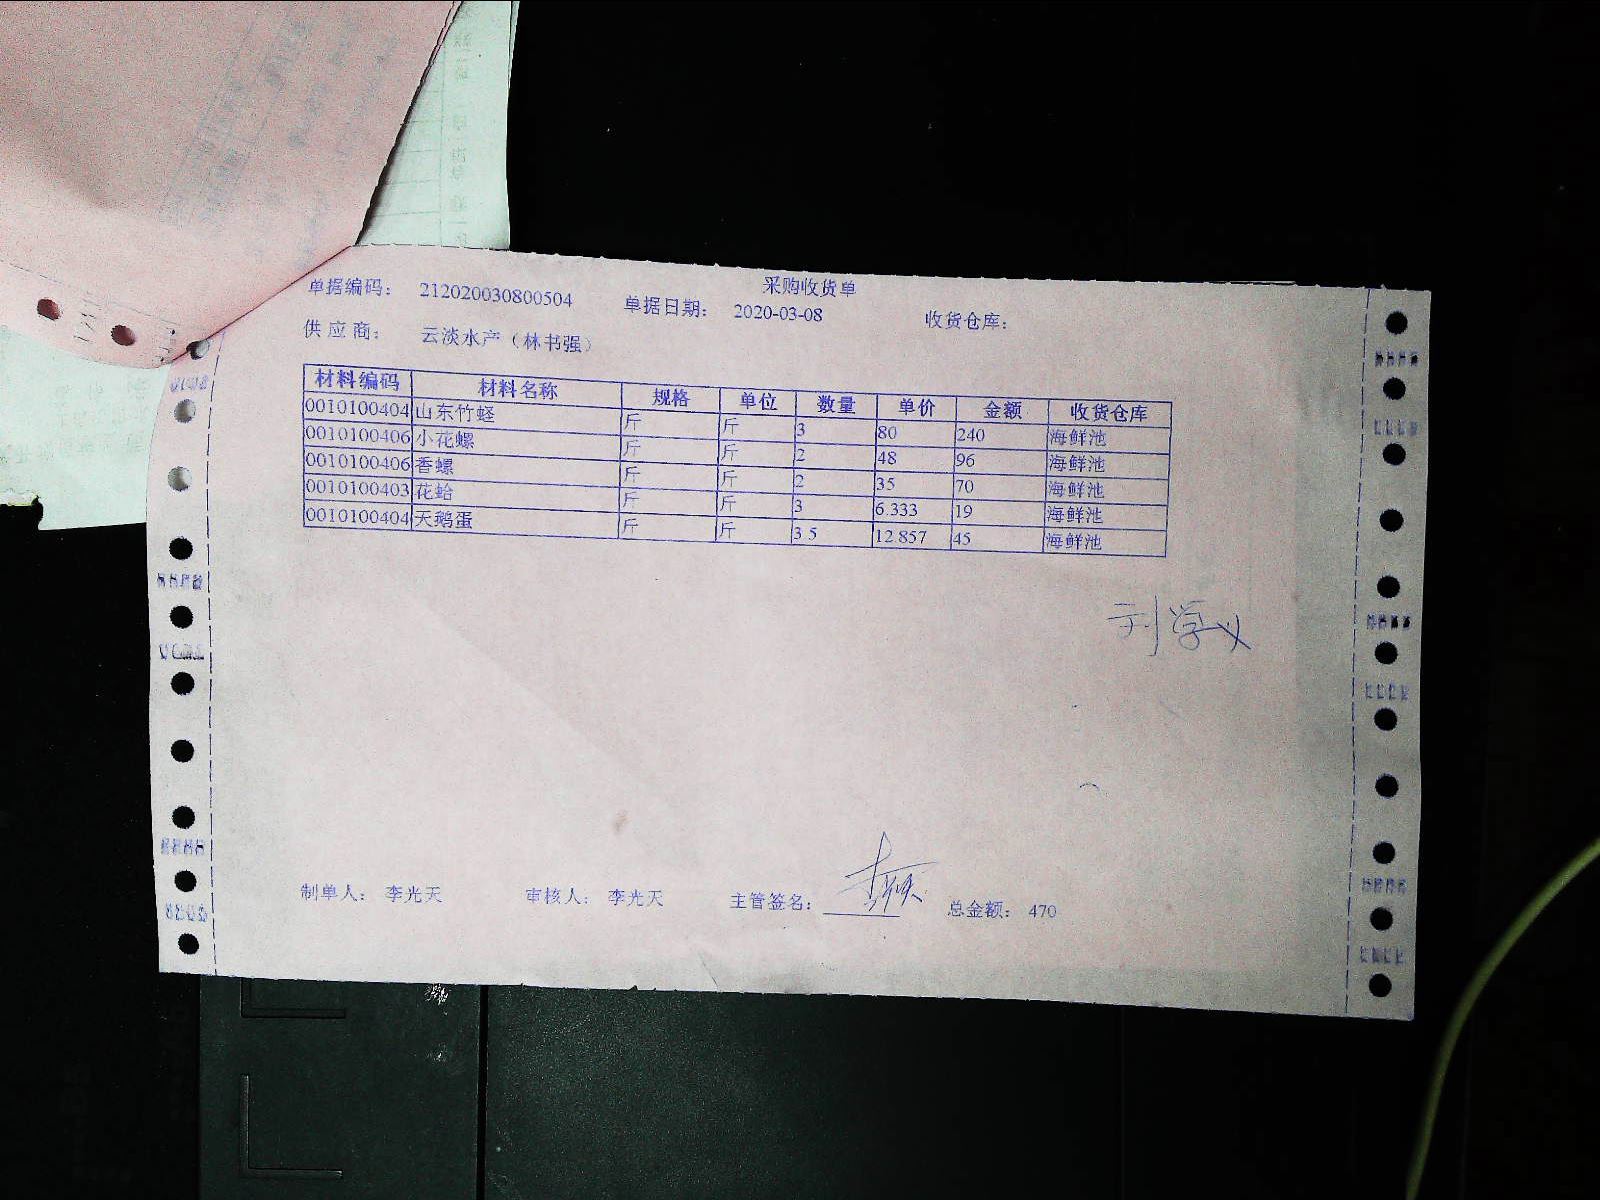 采购收货单
单据编码： 212020030800504 单据日期： 2020-03-08 收货仓库：
供应商： 云淡水产（林书强）
材料编码 材料名称 规格 单位 数量 单价 金额 收货仓库
0010100404 山东竹蛏 斤 斤 3 80 240 海鲜池
0010100406 小花螺 斤 斤 2 48 96 海鲜池
0010100406 香螺 斤 斤 2 35 70 海鲜池
0010100403 花蛤 斤 斤 3 6.333 19 海鲜池
0010100404 天鹅蛋 斤 斤 3.5 12.857 45 海鲜池
刘学义
制单人： 李光天 审核人： 李光天 主管签名： 总金额： 470